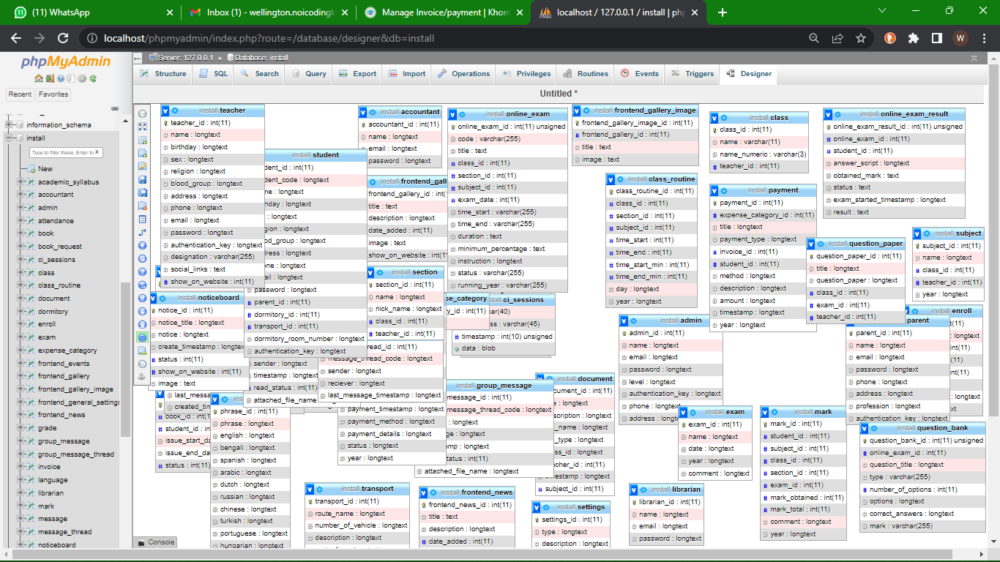 (11) WhatsApp
Inbox (1) - wellington.noicodingk
Manage Invoice/payment | Khom
localhost / 127.0.0.1 / install | php
localhost/phpmyadmin/index.php?route=/database/designer&db=install
W
phpMyAdmin
Recent
Favorites
information_schema
install
Type to filter these, Enter to
X
New
academic_syllabus
accountant
admin
attendance
book
book_request
ci_sessions
class
class_routine
document
dormitory
enroll
exam
expense_category
frontend_events
frontend_gallery
frontend_gallery_image
frontend_general_settings
frontend_news
grade
group_message
group_message_thread
invoice
language
librarian
mark
message
message_thread
noticeboard
Server: 127.0.0.1 » Database: install
Structure
SQL
Search
Query
Export
Import
Operations
Privileges
Routines
Events
Triggers
Designer
Untitled *
install teacher
teacher_id : int(11)
name : longtext
birthday : longtext
sex : longtext
religion : longtext
blood_group : longtext
address : longtext
phone : longtext
email : longtext
password : longtext
authentication_key : longtext
designation : varchar(255)
social_links : text
show_on_website : int(11)
install student
dent_id : int(11)
dent_code : longtext
ne : longtext
hday : longtext
: longtext
gion : longtext
od_group : longtext
ress : longtext
ne : longtext
ail : longtext
password : longtext
parent_id : int(11)
dormitory_id : int(11)
transport_id : int(11)
dormitory_room_number : longtext
authentication_key : longtext
install accountant
accountant_id : int(11)
name : longtext
email : longtext
password : longtext
install frontend_gall
frontend_gallery_id : int(
title : text
description : longtext
date_added : int(11)
image : text
show_on_website : int(11
install section
section_id : int(11)
name : longtext
nick_name : longtext
class_id : int(11)
teacher_id : int(11)
install online_exam
online_exam_id : int(11) unsigned
code : varchar(255)
title : text
class_id : int(11)
section_id : int(11)
subject_id : int(11)
exam_date : int(11)
time_start : varchar(255)
time_end : varchar(255)
duration : text
minimum_percentage : text
instruction : longtext
status : varchar(255)
running_year : varchar(255)
install frontend_gallery_image
frontend_gallery_image_id : int(11)
frontend_gallery_id : int(11)
title : text
image : text
install class
class_id : int(11)
name : varchar(11)
name_numeric : varchar(3)
teacher_id : int(11)
install online_exam_result
online_exam_result_id : int(11) unsigned
online_exam_id : int(11)
student_id : int(11)
answer_script : longtext
obtained_mark : text
status : text
exam_started_timestamp : longtext
result : text
install class_routine
class_routine_id : int(11)
class_id : int(11)
section_id : int(11)
subject_id : int(11)
time_start : int(11)
time_end : int(11)
time_start_min : int(11)
time_end_min : int(11)
day : longtext
year : longtext
install payment
payment_id : int(11)
expense_category_id : int(11)
title : longtext
payment_type : longtext
invoice_id : int(11)
student_id : int(11)
method : longtext
description : longtext
amount : longtext
timestamp : longtext
year : longtext
install question_paper
question_paper_id : int(11)
title : longtext
question_paper : longtext
class_id : int(11)
exam_id : int(11)
teacher_id : int(11)
install subject
subject_id : int(11)
name : longtext
class_id : int(11)
teacher_id : int(11)
year : longtext
install noticeboard
notice_id : int(11)
notice_title : longtext
notice : longtext
create_timestamp : longtex
status : int(11)
show_on_website : int(11)
image : text
se_category
ry_id : int(11)
ci_sessions
har(40)
ss : varchar(45)
timestamp : int(10) unsigned
data : blob
install admin
admin_id : int(11)
name : longtext
email : longtext
password : longtext
level : longtext
authentication_key : longtext
phone : longtext
address : longt
parent
parent_id : int(11)
name : longtext
email : longtext
password : longtext
phone : longtext
address : longtext
profession : longtext
authentication_key : longtext
enroll
(11)
longtext
int(11)
(11)
longtext
longtext
sender : longtext
timestamp : longtext
read_status : int(11)
attached_file_name
read_id : int(11)
message_thread_code : longtext
sender : longtext
reciever : longtext
last_message_timestamp : longtext
last_messa
created_tim
book_id : int(1
student_id : in
issue_start_da
issue_end_da
status : int(11)
phrase_id : int(11)
phrase : longtext
english : longtext
bengali : longtext
spanish : longtext
arabic : longtext
dutch : longtext
russian : longtext
chinese : longtext
turkish : longtext
portuguese : longtext
hungarian : longtext
payment_timestamp : longtext
payment_method : longtext
payment_details : longtext
status : longtext
year : longtext
install group_message
message_id : int(11)
message_thread_code : longtext
: longtext
ge : longtext
mp : longtext
tatus : int(11)
attached_file_name : longtext
install document
ocument_id : int(11)
e : longtext
cription : longtext
_name : longtext
_type : longtext
ss_id : longtext
cher_id : int(11)
estamp : longtext
subject_id : int(11)
install exam
exam_id : int(11)
name : longtext
date : longtext
year : longtext
comment : longtext
install mark
mark_id : int(11)
student_id : int(11)
subject_id : int(11)
class_id : int(11)
section_id : int(11)
exam_id : int(11)
mark_obtained : int(11)
mark_total : int(11)
comment : longtext
year : longtext
install question_bank
question_bank_id : int(11) unsigned
online_exam_id : int(11)
question_title : longtext
type : varchar(255)
number_of_options : int(11)
options : longtext
correct_answers : longtext
mark : varchar(255)
install transport
transport_id : int(11)
route_name : longtext
number_of_vehicle : longtext
description : longtext
install frontend_news
frontend_news_id : int(11)
title : text
description : longtext
date_added : int(11)
install settings
settings_id : int(11)
type : longtext
description : longtext
install librarian
librarian_id : int(11)
name : longtext
email : longtext
password : longtext
Console